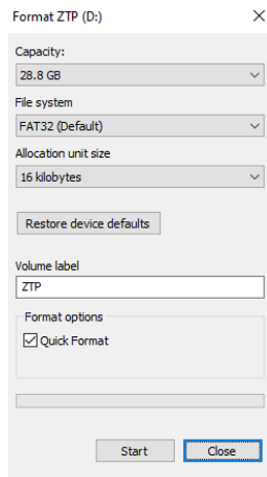 Format ZTP (D:)
Capacity:
28.8 GB
File system
FAT32 (Default)
Allocation unit size
16 kilobytes
Restore device defaults
Volume label
ZTP
Format options
Quick Format
Start Close